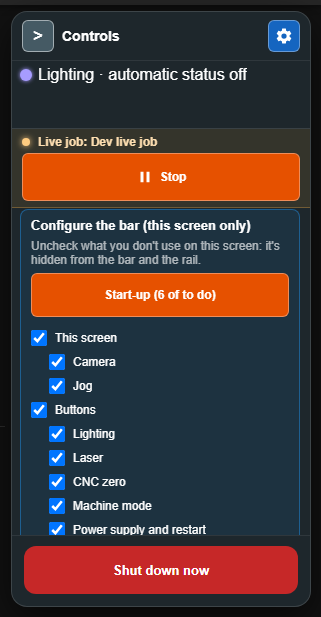 > Controls
Lighting · automatic status off
Live job: Dev live job
Stop
Configure the bar (this screen only)
Uncheck what you don't use on this screen: it's
hidden from the bar and the rail.
Start-up (6 of to do)
This screen
Camera
Jog
Buttons
Lighting
Laser
CNC zero
Machine mode
Power supply and restart
Shut down now